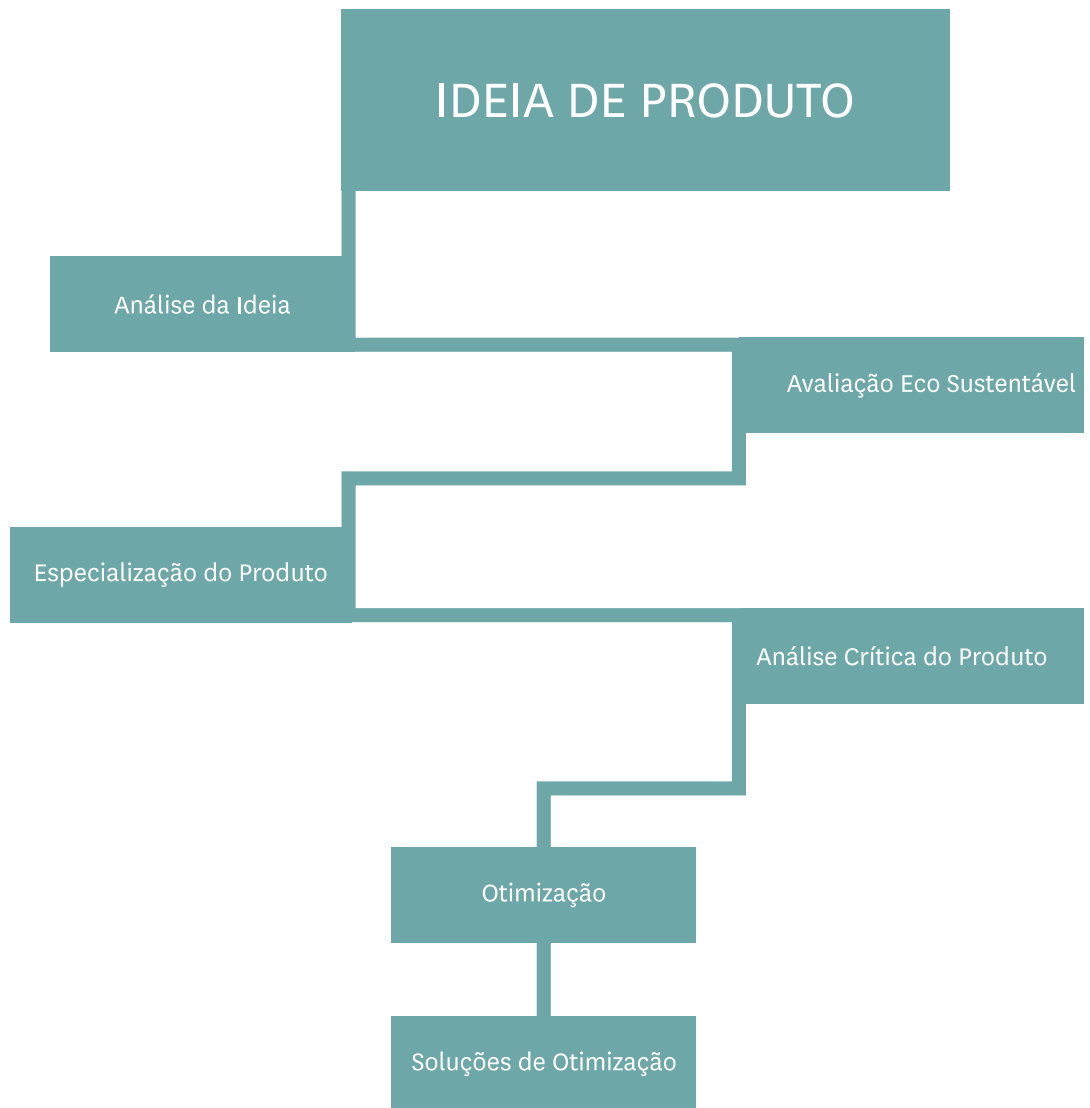 IDEIA DE PRODUTO
Análise da Ideia
Avaliação Eco Sustentável
Especialização do Produto
Análise Crítica do Produto
Otimização
Soluções de Otimização